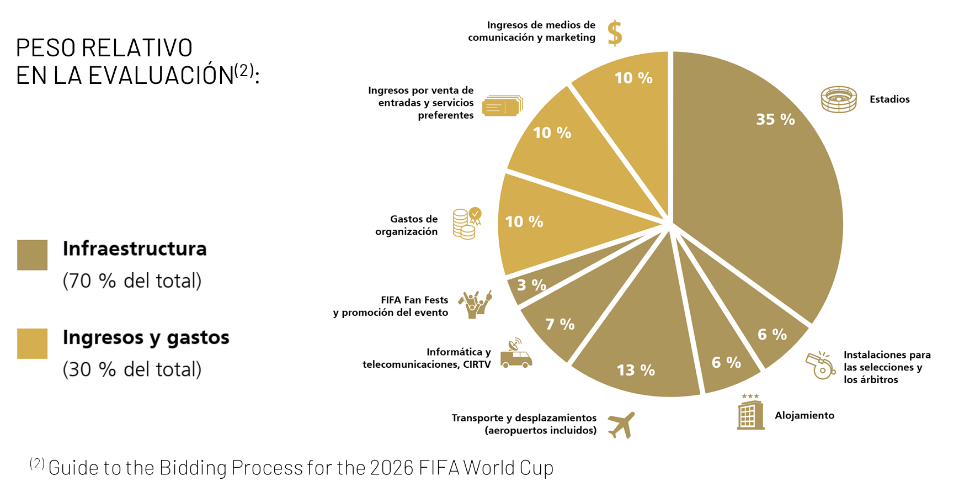 PESO RELATIVO
EN LA EVALUACIÓN(2):
Ingresos de medios de
comunicación y marketing
$
10 %
Ingresos por venta de
entradas y servicios
preferentes
10 %
Gastos de
organización
10 %
FIFA Fan Fests
y promoción del evento
3 %
Informática y
telecomunicaciones, CIRTV
7 %
Transporte y desplazamientos
(aeropuertos incluidos)
13 %
Alojamiento
6 %
Instalaciones para
las selecciones y
los árbitros
6 %
Estadios
35 %
Infraestructura
(70 % del total)
Ingresos y gastos
(30 % del total)
(2) Guide to the Bidding Process for the 2026 FIFA World Cup